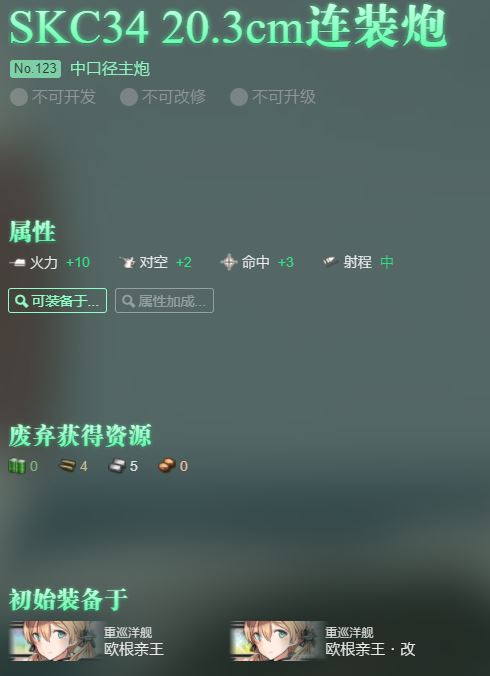 SKC34 20.3cm连装炮
No.123 中口径主炮
不可开发 不可改修 不可升级
属性
火力 +10 对空 +2 命中 +3 射程 中
可装备于... 属性加成...
废弃获得资源
0 4 5 0
初始装备于
重巡洋舰 重巡洋舰
欧根亲王 欧根亲王·改